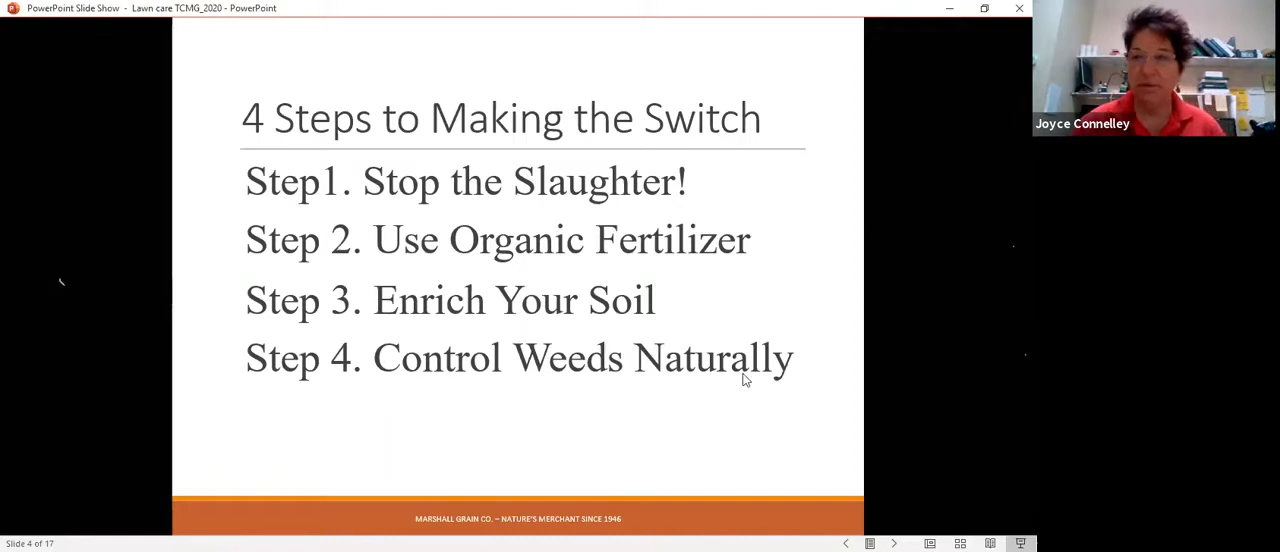 PowerPoint Slide Show - Lawn care TCMG_2020 - PowerPoint
4 Steps to Making the Switch
Step1. Stop the Slaughter!
Step 2. Use Organic Fertilizer
Step 3. Enrich Your Soil
Step 4. Control Weeds Naturally
MARSHALL GRAIN CO. – NATURE'S MERCHANT SINCE 1946
Slide 4 of 17
Joyce Connelley